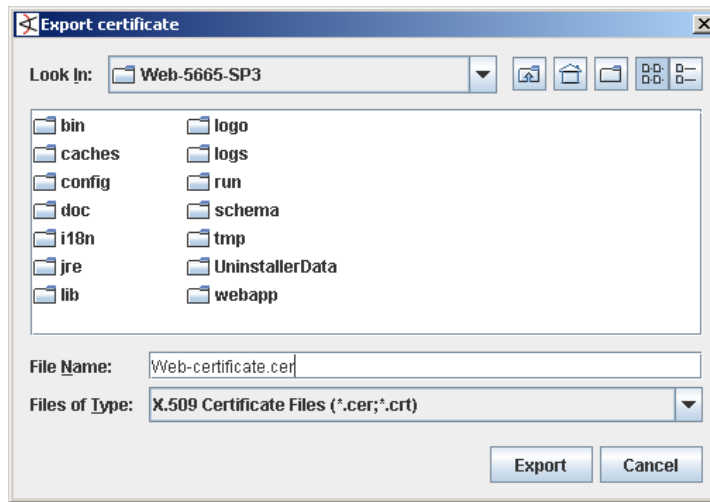 Export certificate
Look In: Web-5665-SP3
bin logo
caches logs
config run
doc schema
i18n tmp
jre UninstallerData
lib webapp
File Name: Web-certificate.cer
Files of Type: X.509 Certificate Files (*.cer;*.crt)
Export Cancel